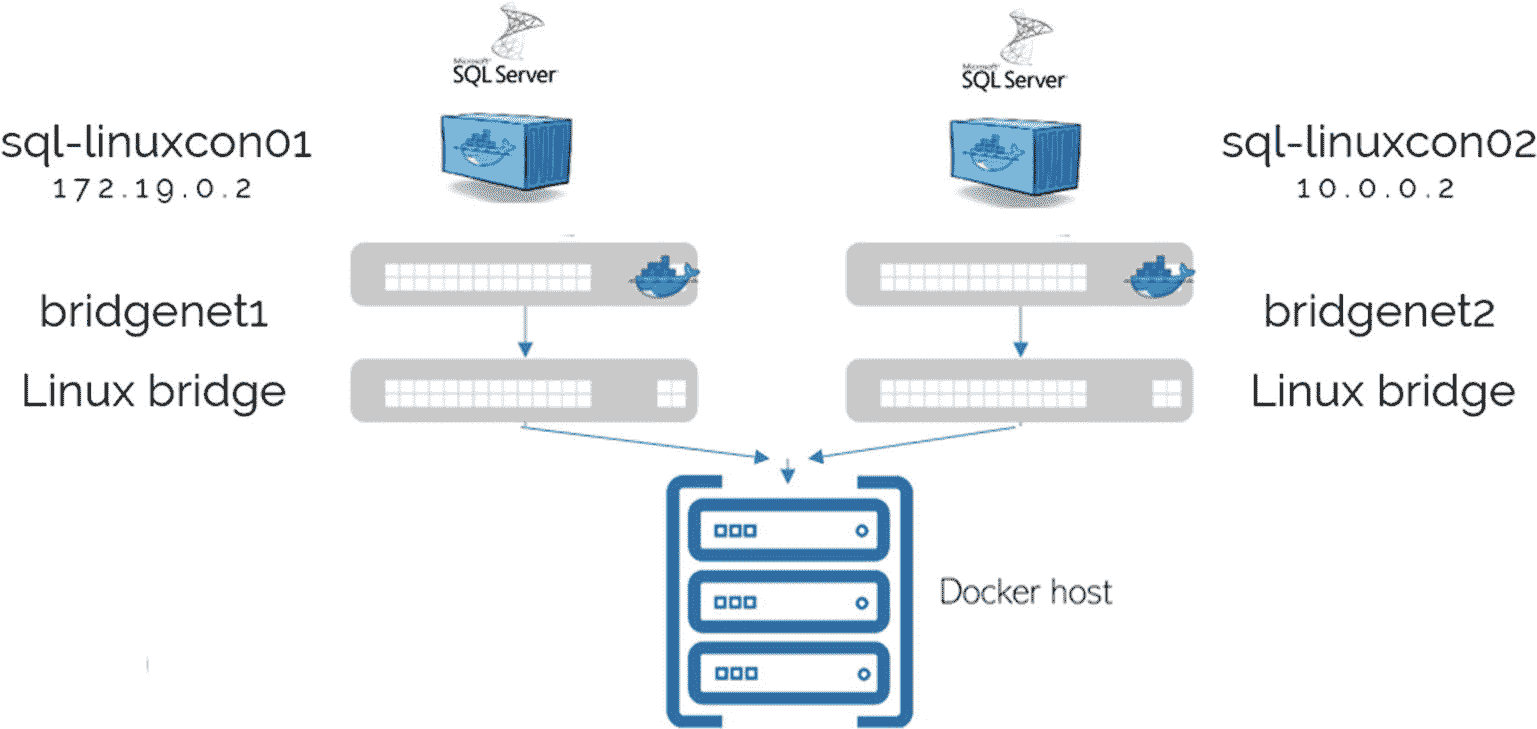 Microsoft
SQL Server
Microsoft
SQL Server
sql-linuxcon01
172.19.0.2
sql-linuxcon02
10.0.0.2
bridgenet1
bridgenet2
Linux bridge
Linux bridge
Docker host